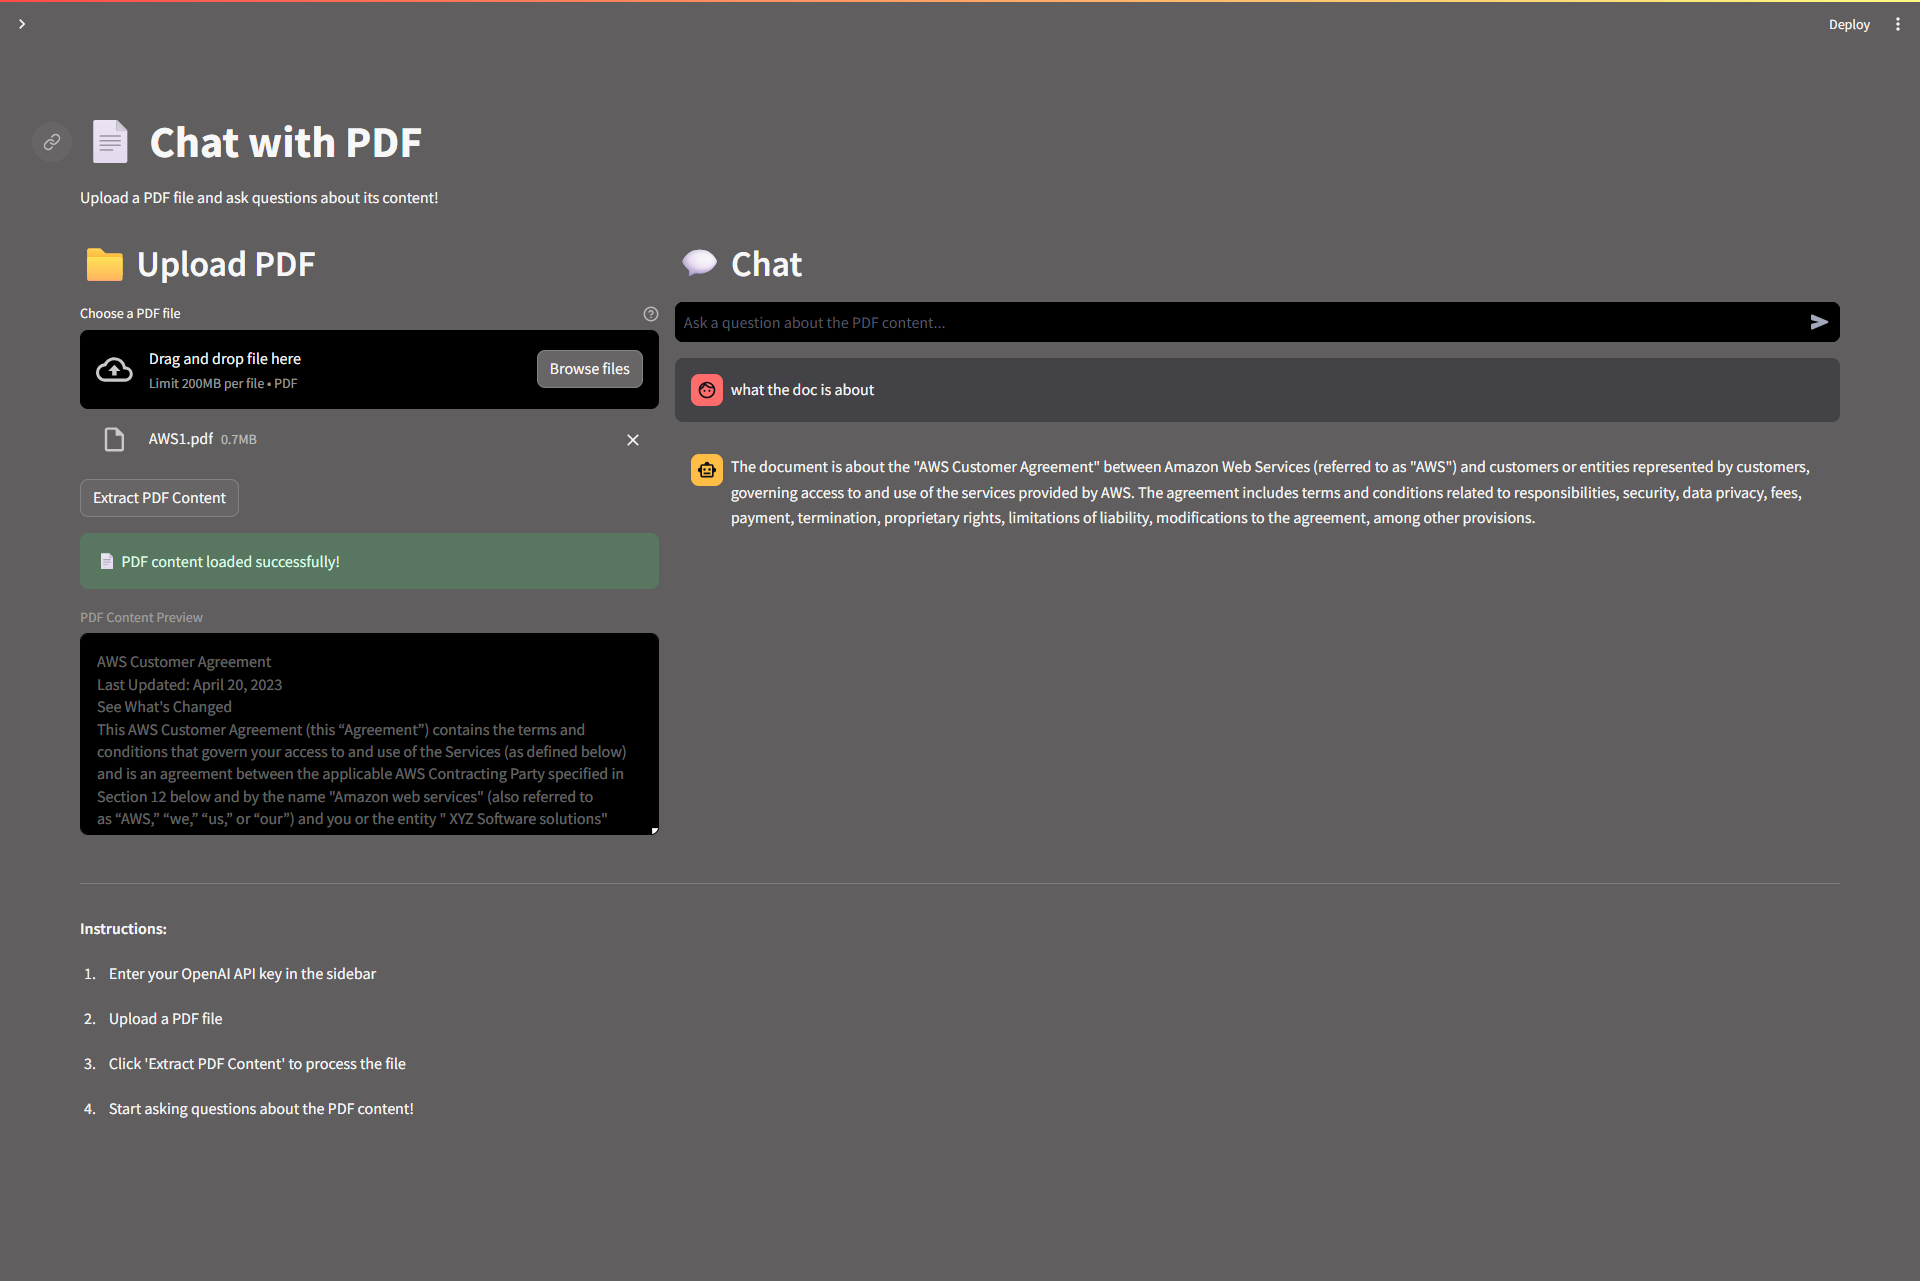 Deploy
Chat with PDF
Upload a PDF file and ask questions about its content!
Upload PDF
Choose a PDF file
Drag and drop file here
Limit 200MB per file • PDF
Browse files
AWS1.pdf 0.7MB
Extract PDF Content
PDF content loaded successfully!
PDF Content Preview
AWS Customer Agreement
Last Updated: April 20, 2023
See What's Changed
This AWS Customer Agreement (this “Agreement”) contains the terms and
conditions that govern your access to and use of the Services (as defined below)
and is an agreement between the applicable AWS Contracting Party specified in
Section 12 below and by the name "Amazon web services" (also referred to
as “AWS,” “we,” “us,” or “our”) and you or the entity " XYZ Software solutions"
Chat
Ask a question about the PDF content...
what the doc is about
The document is about the "AWS Customer Agreement" between Amazon Web Services (referred to as "AWS") and customers or entities represented by customers,
governing access to and use of the services provided by AWS. The agreement includes terms and conditions related to responsibilities, security, data privacy, fees,
payment, termination, proprietary rights, limitations of liability, modifications to the agreement, among other provisions.
Instructions:
1. Enter your OpenAI API key in the sidebar
2. Upload a PDF file
3. Click 'Extract PDF Content' to process the file
4. Start asking questions about the PDF content!